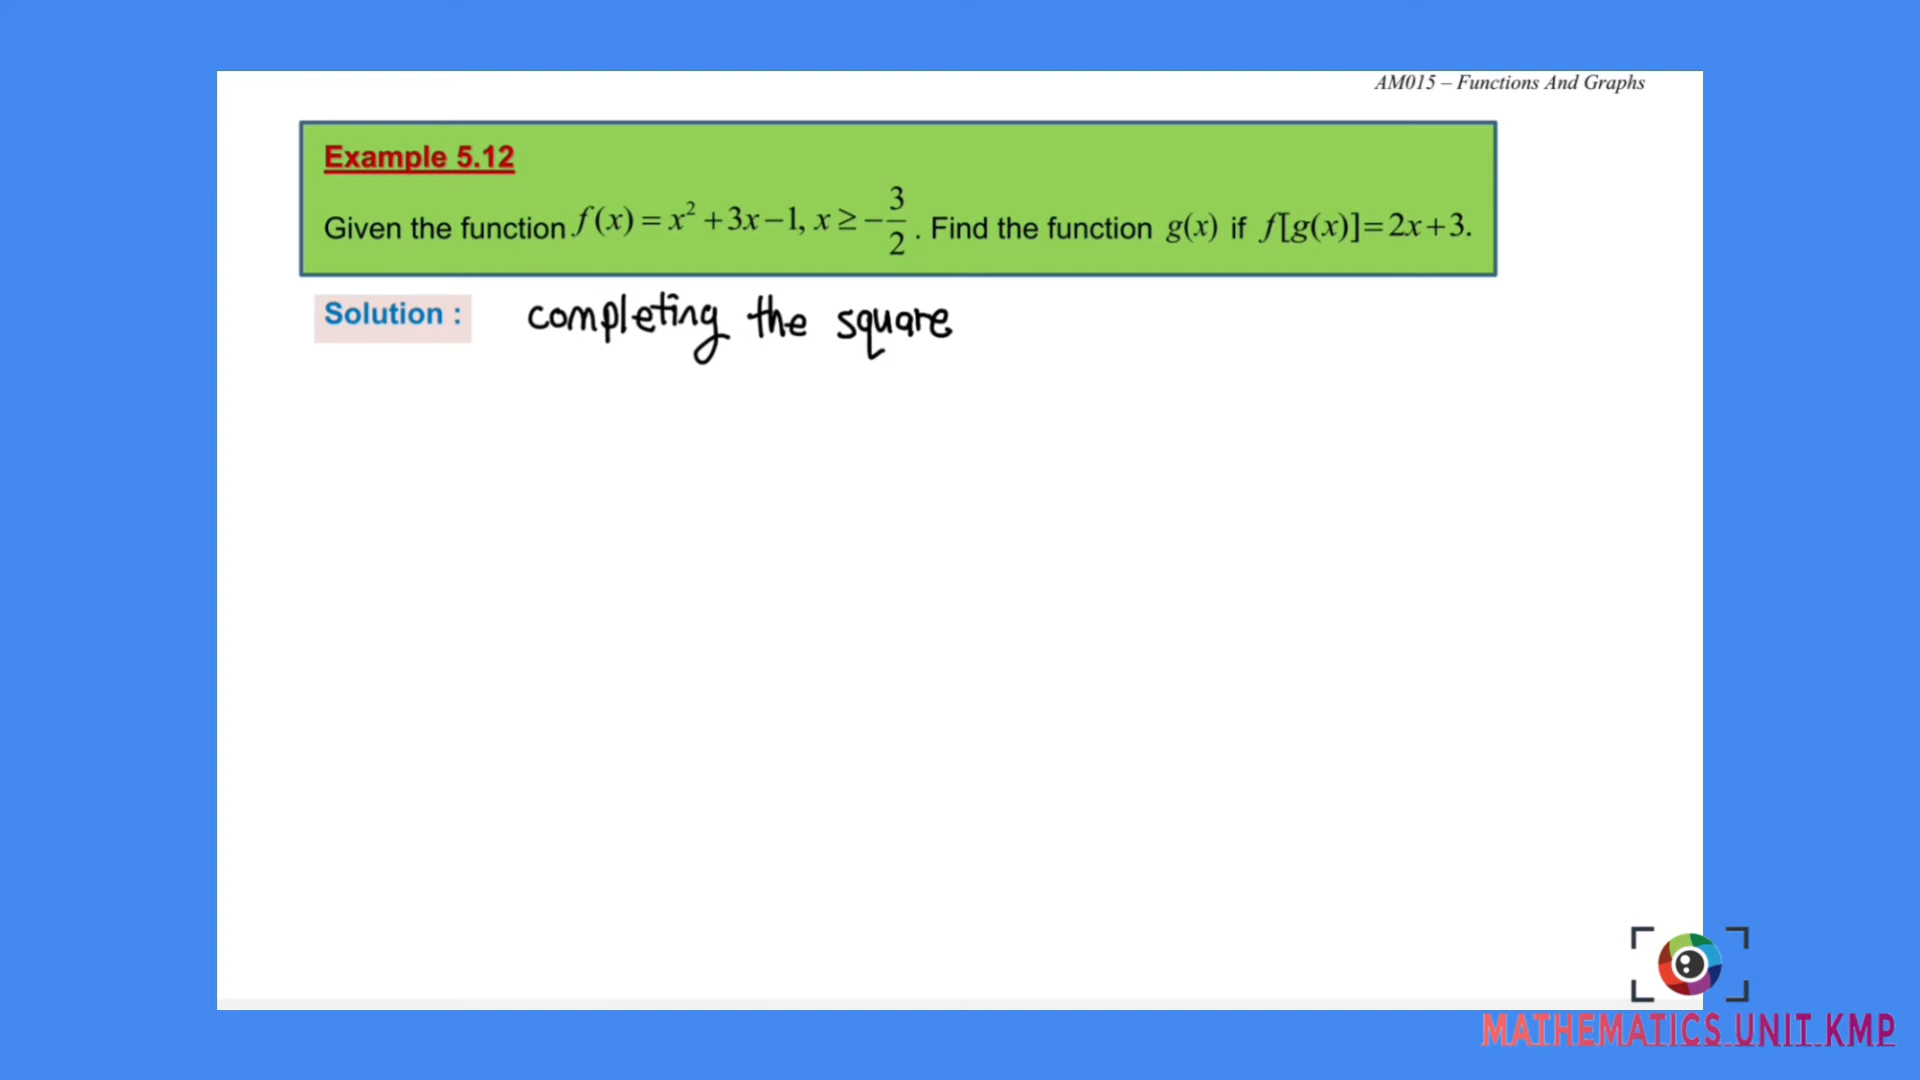 AM015 – Functions And Graphs
Example 5.12
Given the function f(x) = x² + 3x − 1, x ≥ −3/2 . Find the function g(x) if f[g(x)] = 2x + 3.
Solution : completing the square
MATHEMATICS UNIT KMP